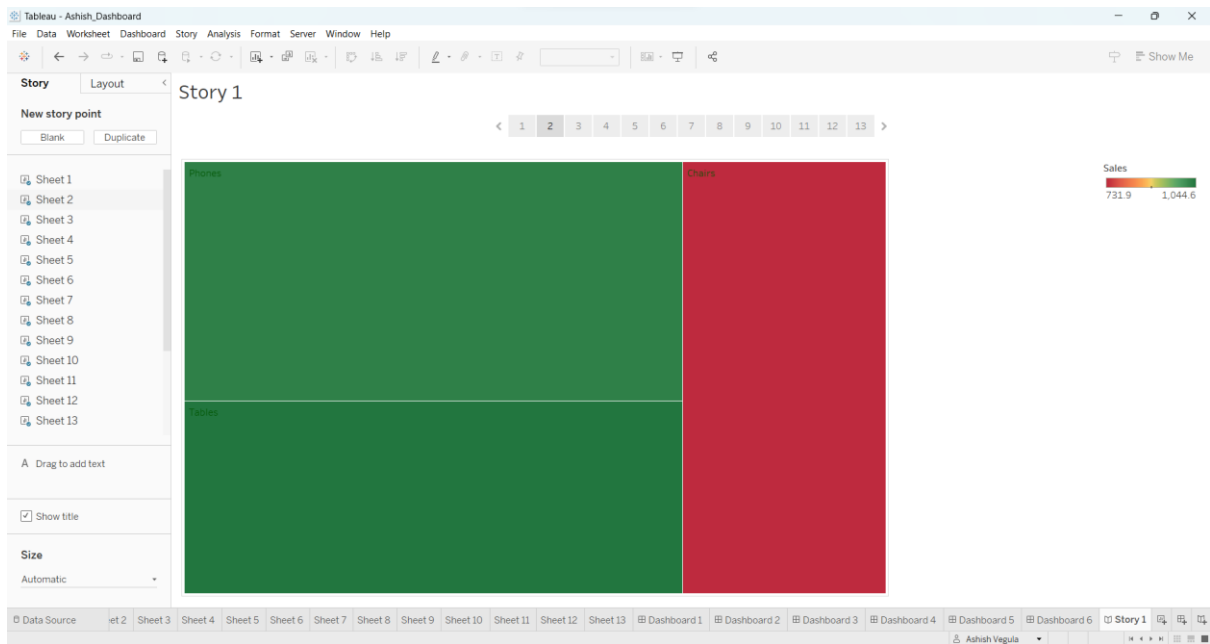 Tableau - Ashish_Dashboard
File Data Worksheet Dashboard Story Analysis Format Server Window Help
Show Me
Story Layout
Story 1
New story point
Blank Duplicate
1 2 3 4 5 6 7 8 9 10 11 12 13
Sheet 1
Sheet 2
Sheet 3
Sheet 4
Sheet 5
Sheet 6
Sheet 7
Sheet 8
Sheet 9
Sheet 10
Sheet 11
Sheet 12
Sheet 13
A Drag to add text
Show title
Size
Automatic
Phones
Chairs
Tables
Sales
731.9 1,044.6
Data Source et 2 Sheet 3 Sheet 4 Sheet 5 Sheet 6 Sheet 7 Sheet 8 Sheet 9 Sheet 10 Sheet 11 Sheet 12 Sheet 13 Dashboard 1 Dashboard 2 Dashboard 3 Dashboard 4 Dashboard 5 Dashboard 6 Story 1
Ashish Vegula